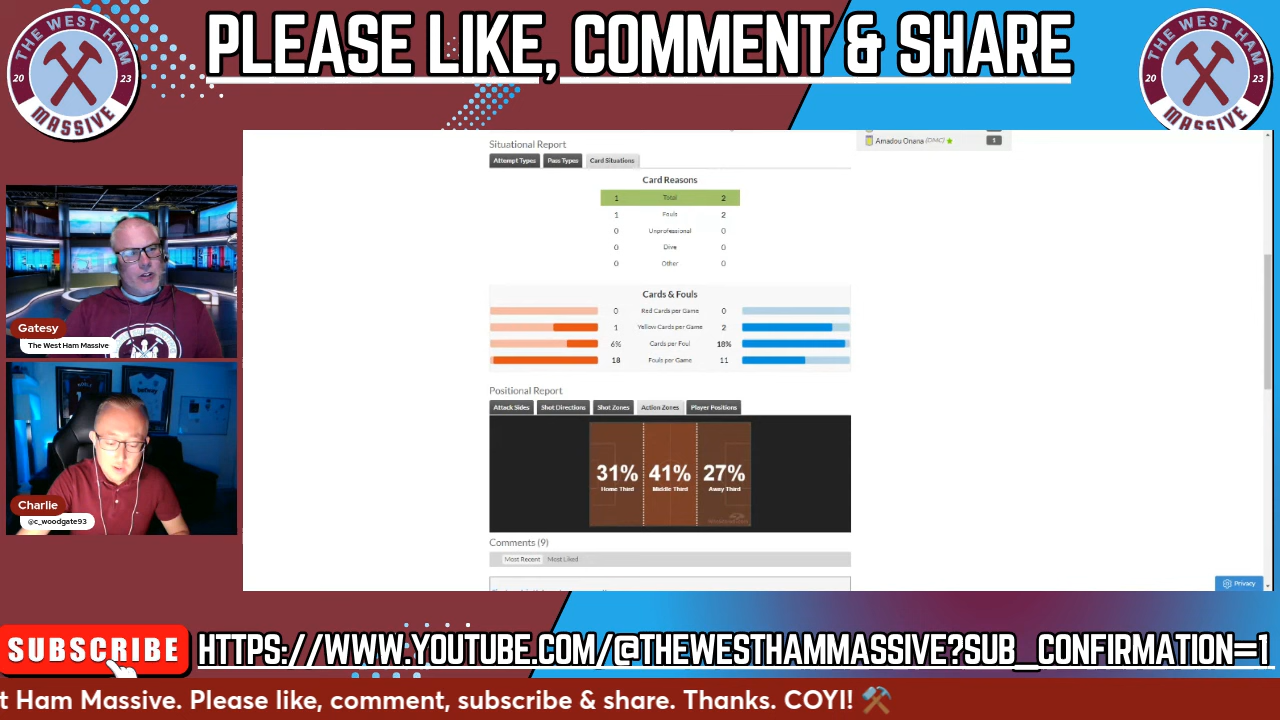 PLEASE LIKE, COMMENT & SHARE
THE WEST HAM
20 23
MASSIVE
THE WEST HAM
20 23
MASSIVE
Situational Report
Attempt Types Pass Types Card Situations
Amadou Onana (DMC) 1
Card Reasons
1 Total 2
1 Fouls 2
0 Unprofessional 0
0 Dive 0
0 Other 0
Cards & Fouls
0 Red Cards per Game 0
1 Yellow Cards per Game 2
6% Cards per Foul 18%
18 Fouls per Game 11
Positional Report
Attack Sides Shot Directions Shot Zones Action Zones Player Positions
31% 41% 27%
Home Third Middle Third Away Third
Comments (9)
Most Recent Most Liked
Privacy
Gatesy
The West Ham Massive
Charlie
@c_woodgate93
SUBSCRIBE
HTTPS://WWW.YOUTUBE.COM/@THEWESTHAMMASSIVE?SUB_CONFIRMATION=1
t Ham Massive. Please like, comment, subscribe & share. Thanks. COYI! ⚒️